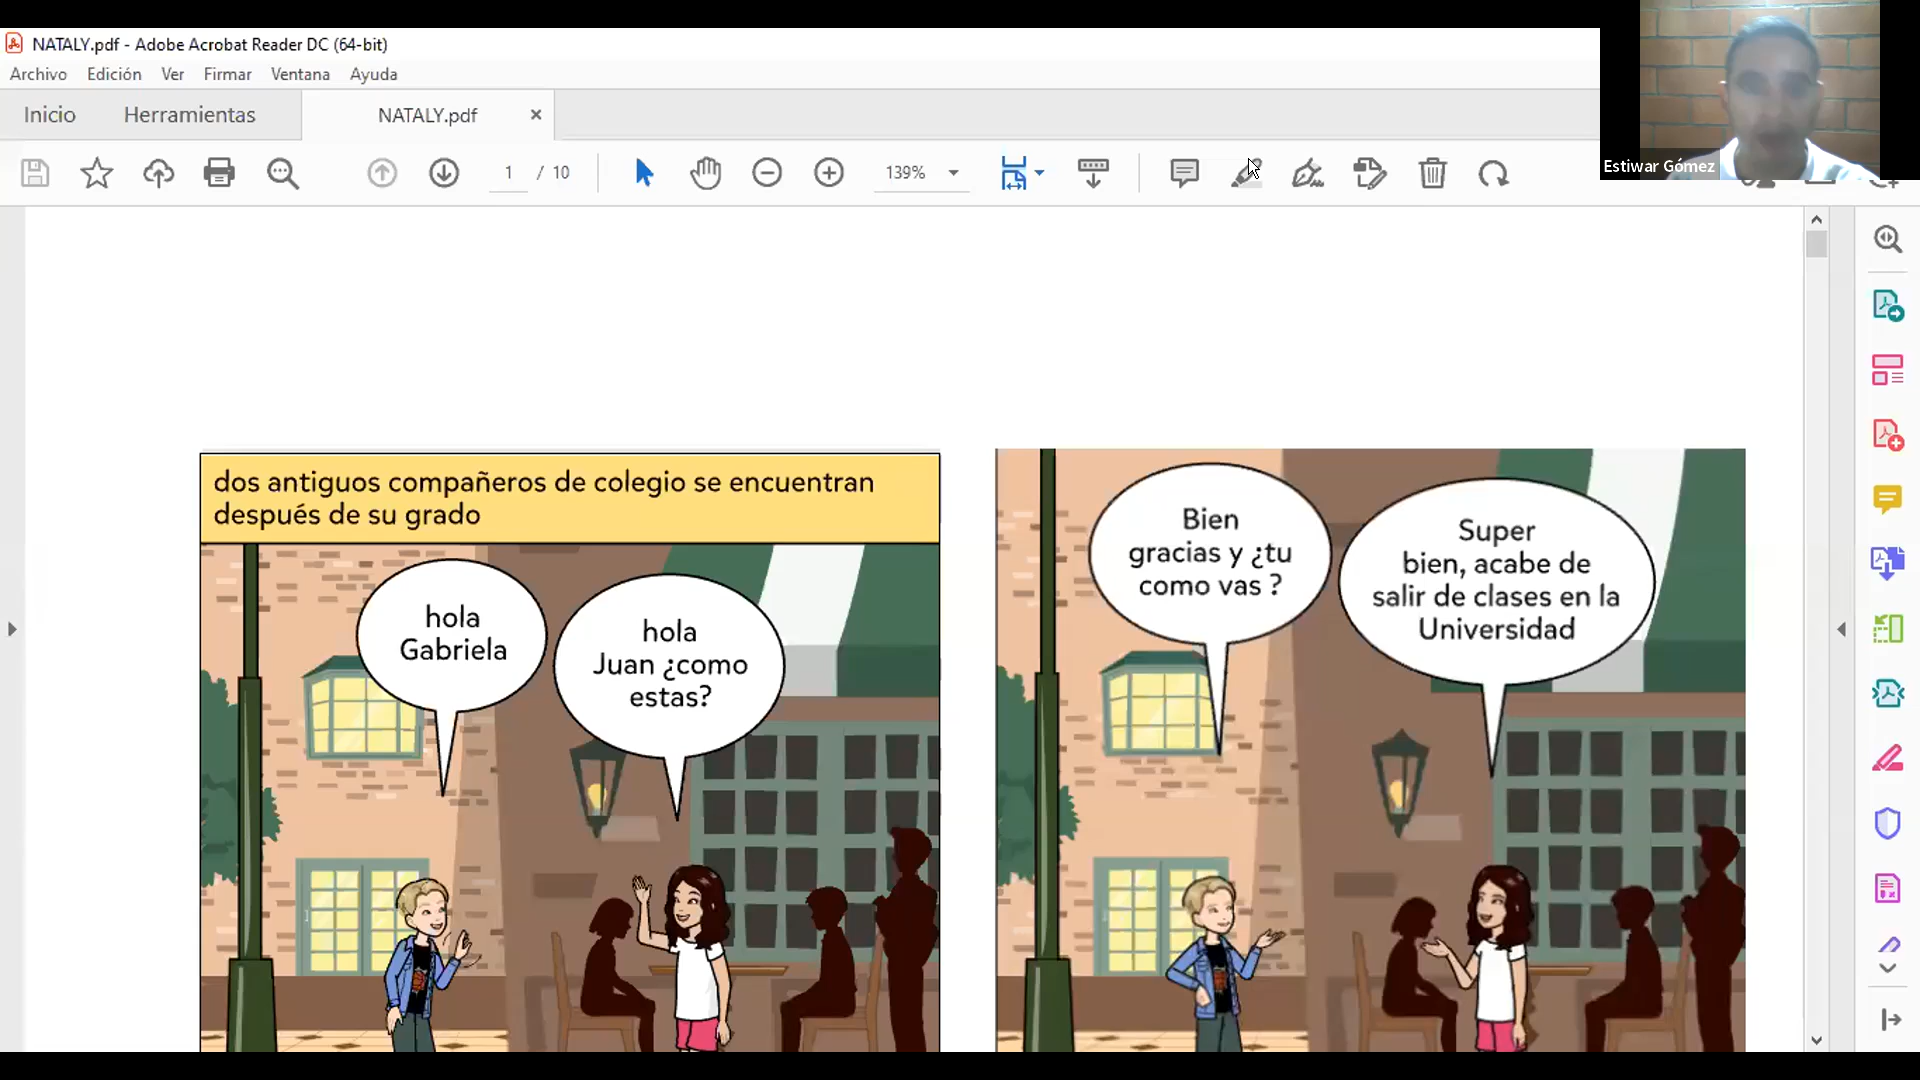 NATALY.pdf - Adobe Acrobat Reader DC (64-bit)
Archivo Edición Ver Firmar Ventana Ayuda
Inicio Herramientas NATALY.pdf
1 / 10 139%
Estiwar Gómez
dos antiguos compañeros de colegio se encuentran
después de su grado
hola
Gabriela
hola
Juan ¿como
estas?
Bien
gracias y ¿tu
como vas ?
Super
bien, acabe de
salir de clases en la
Universidad